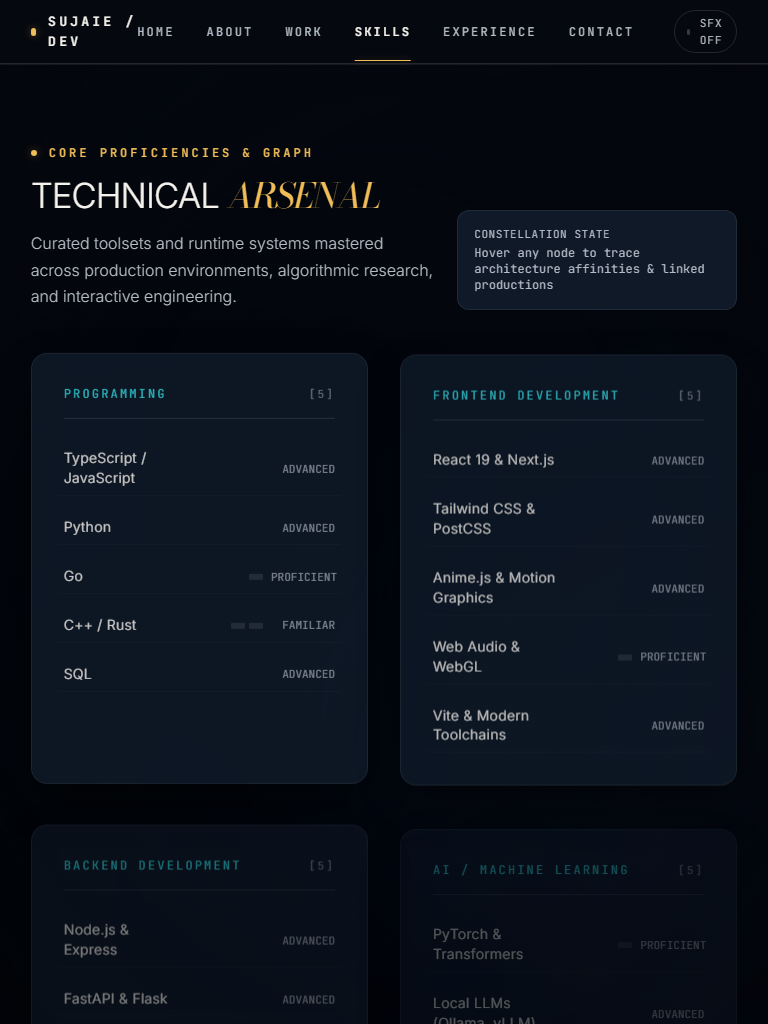 SUJAIE /
DEV
HOME
ABOUT
WORK
SKILLS
EXPERIENCE
CONTACT
SFX
OFF
CORE PROFICIENCIES & GRAPH
TECHNICAL ARSENAL
Curated toolsets and runtime systems mastered
across production environments, algorithmic research,
and interactive engineering.
CONSTELLATION STATE
Hover any node to trace
architecture affinities & linked
productions
PROGRAMMING [5]
TypeScript /
JavaScript
ADVANCED
Python ADVANCED
Go PROFICIENT
C++ / Rust FAMILIAR
SQL ADVANCED
FRONTEND DEVELOPMENT [5]
React 19 & Next.js ADVANCED
Tailwind CSS &
PostCSS
ADVANCED
Anime.js & Motion
Graphics
ADVANCED
Web Audio &
WebGL
PROFICIENT
Vite & Modern
Toolchains
ADVANCED
BACKEND DEVELOPMENT [5]
Node.js &
Express
ADVANCED
FastAPI & Flask ADVANCED
AI / MACHINE LEARNING [5]
PyTorch &
Transformers
PROFICIENT
Local LLMs
(Ollama, vLLM)
ADVANCED